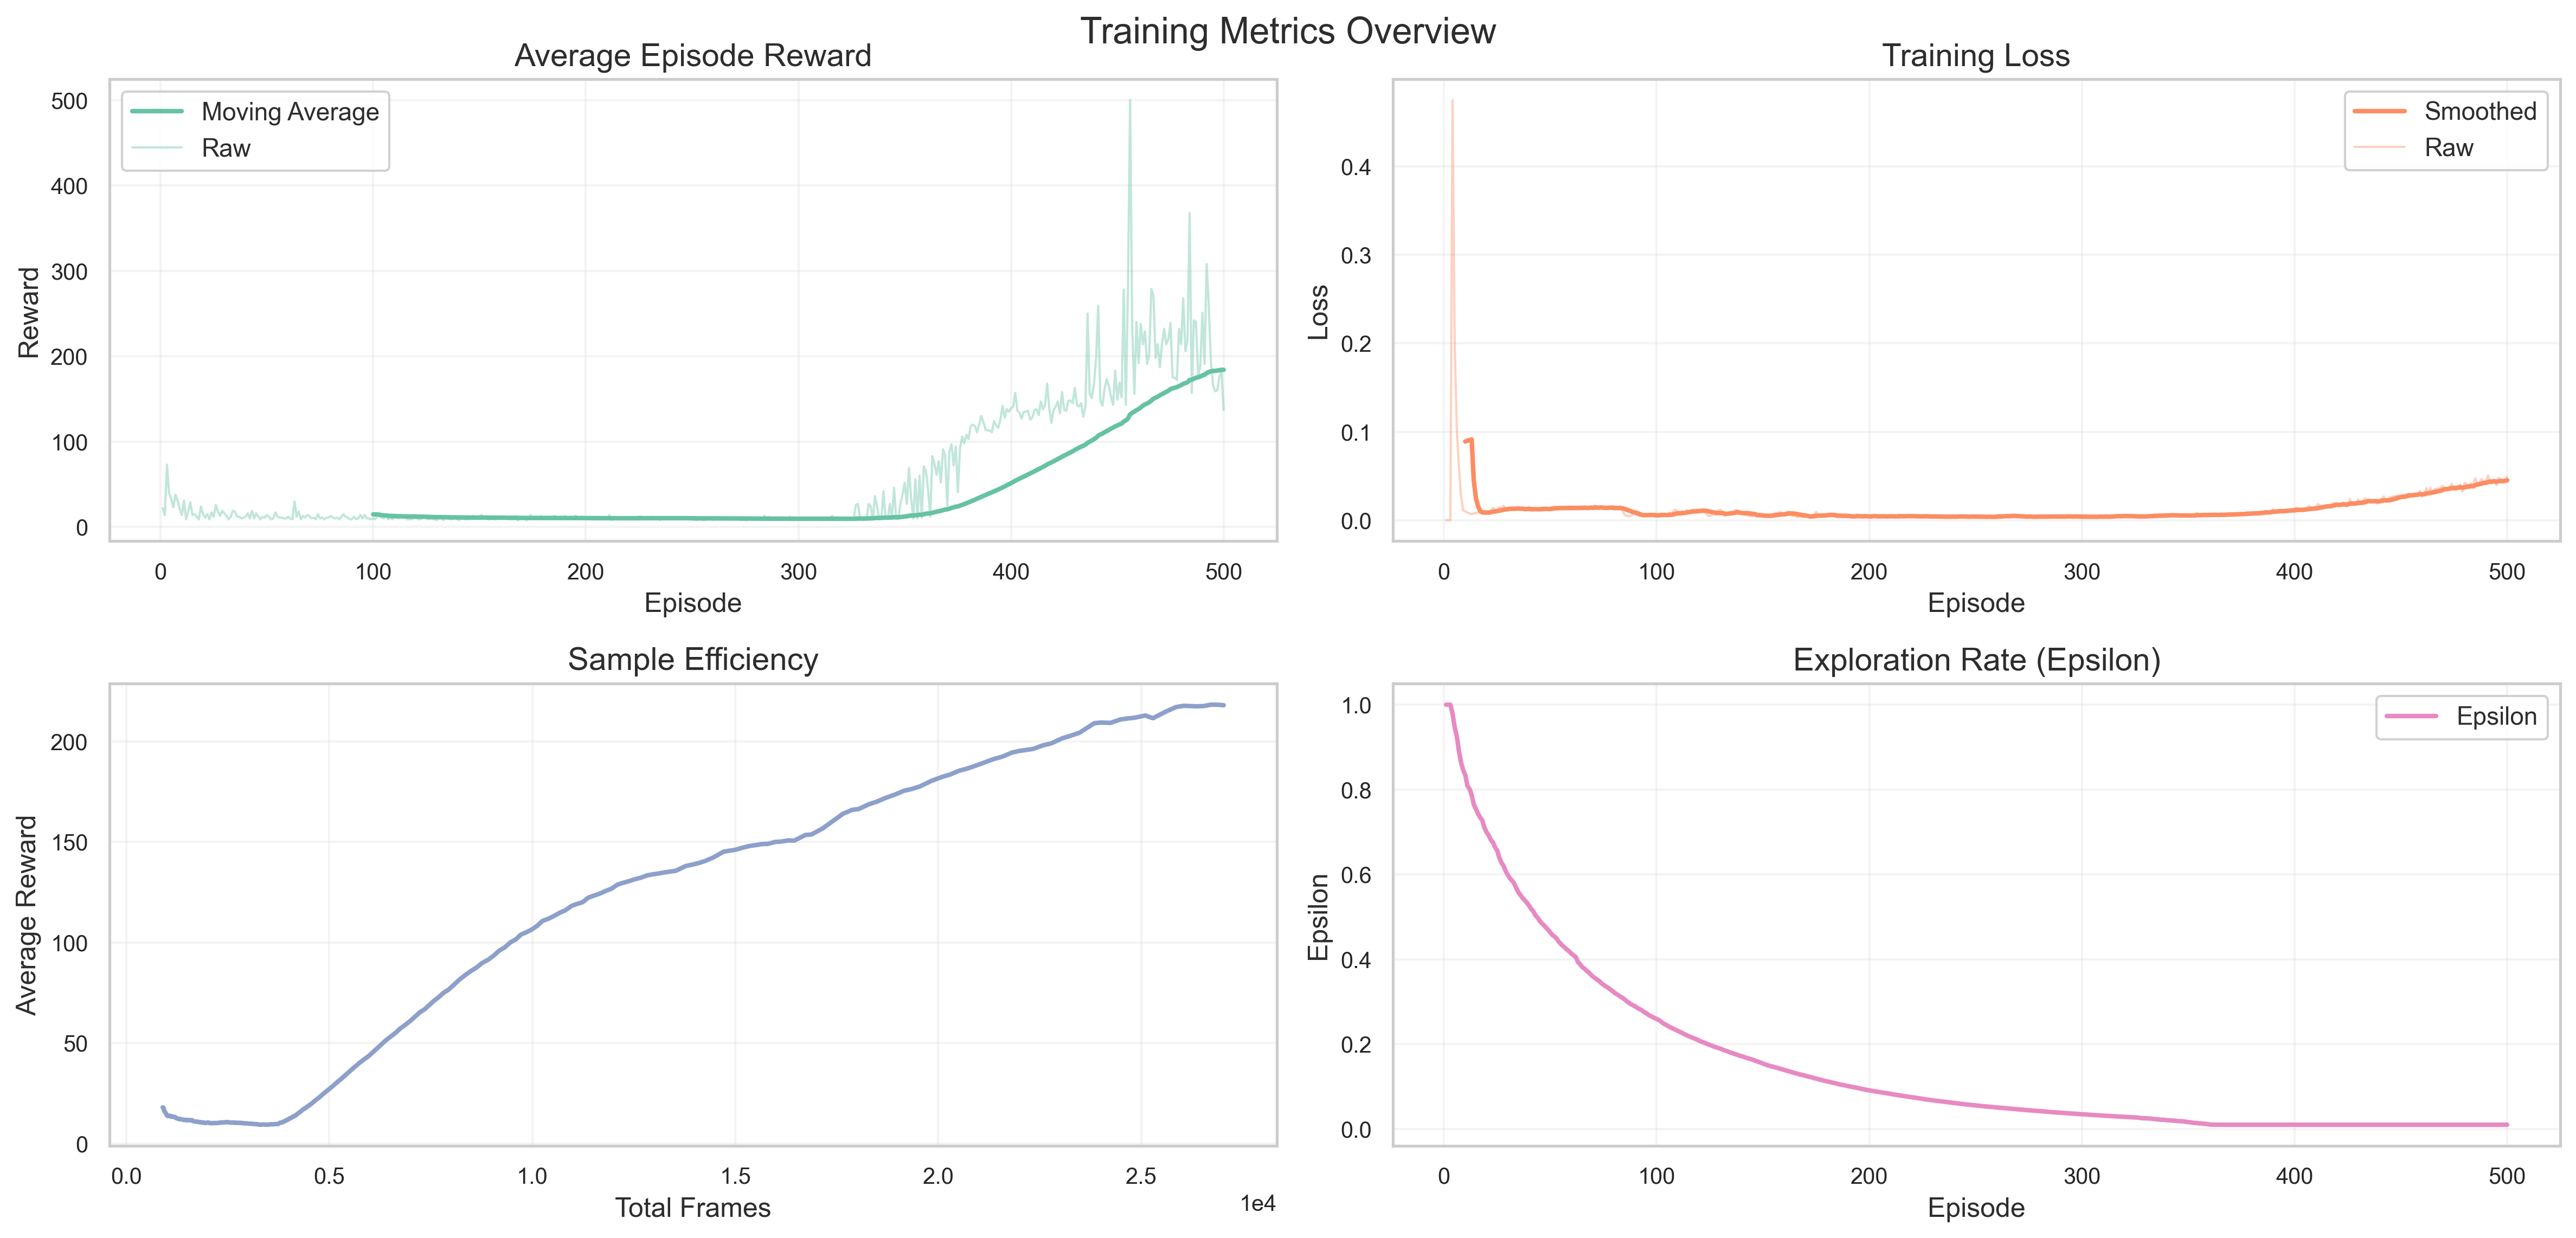 Training Metrics Overview
Average Episode Reward
Moving Average
Raw
500
400
300
200
100
0
Reward
0 100 200 300 400 500
Episode
Training Loss
Smoothed
Raw
0.4
0.3
0.2
0.1
0.0
Loss
0 100 200 300 400 500
Episode
Sample Efficiency
200
150
100
50
0
Average Reward
0.0 0.5 1.0 1.5 2.0 2.5
1e4
Total Frames
Exploration Rate (Epsilon)
Epsilon
1.0
0.8
0.6
0.4
0.2
0.0
Epsilon
0 100 200 300 400 500
Episode